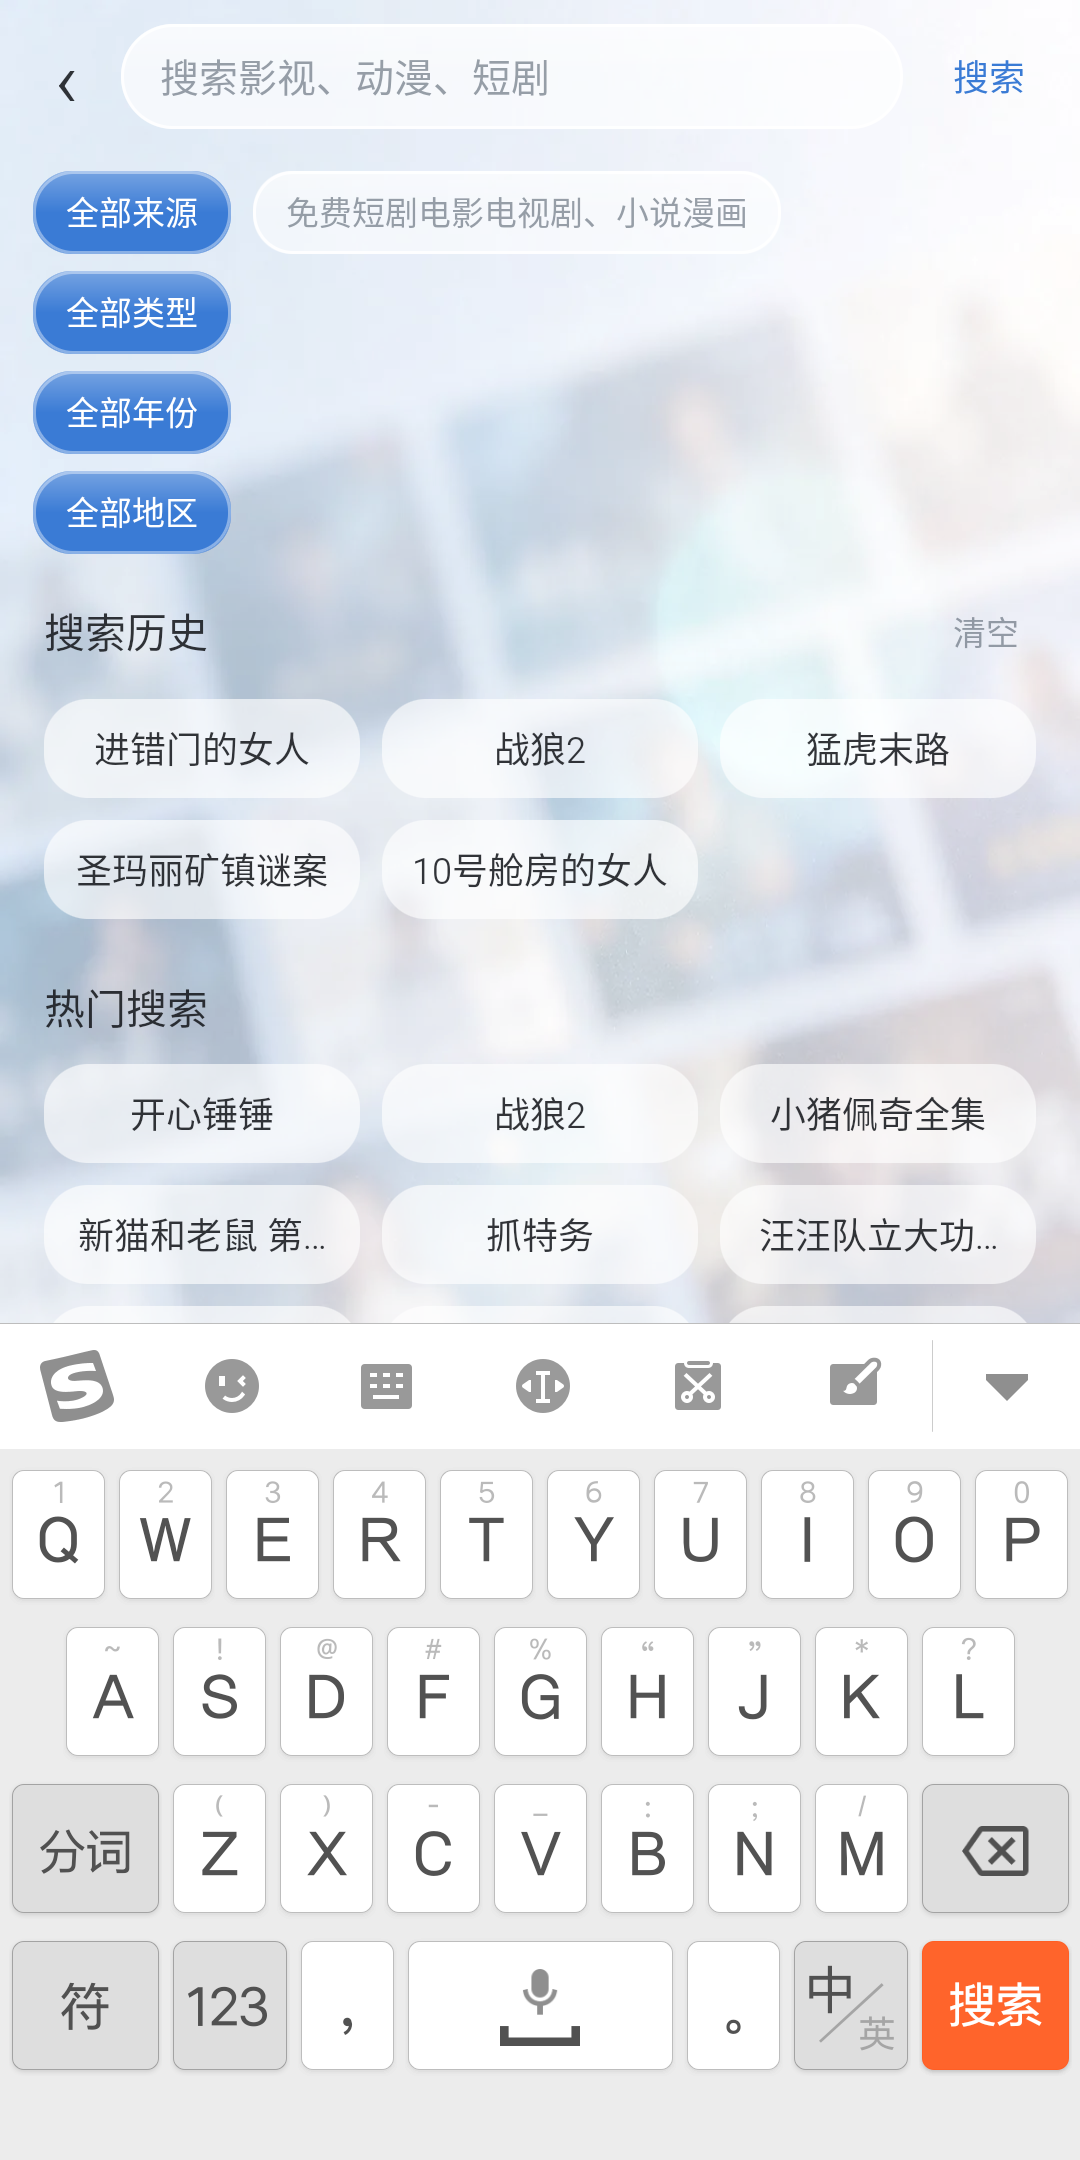 搜索影视、动漫、短剧
搜索
全部来源
免费短剧电影电视剧、小说漫画
全部类型
全部年份
全部地区
搜索历史
清空
进错门的女人
战狼2
猛虎末路
圣玛丽矿镇谜案
10号舱房的女人
热门搜索
开心锤锤
战狼2
小猪佩奇全集
新猫和老鼠 第...
抓特务
汪汪队立大功...
1 2 3 4 5 6 7 8 9 0
Q W E R T Y U I O P
~ ! @ # % “ ” * ?
A S D F G H J K L
( ) - _ : ; /
分词 Z X C V B N M
符 123 , 。 中/英 搜索